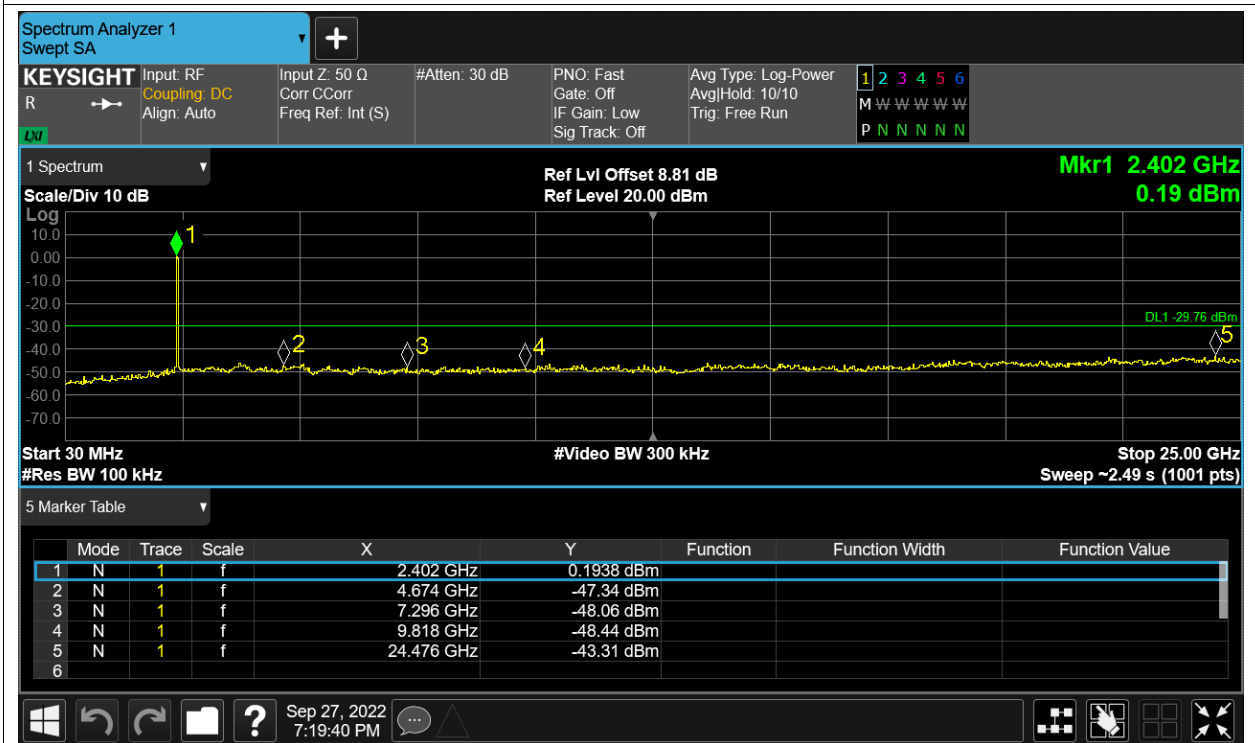 Spectrum Analyzer 1
Swept SA
KEYSIGHT
R
LXI
Input: RF
Coupling: DC
Align: Auto
Input Z: 50 Ω
Corr CCorr
Freq Ref: Int (S)
#Atten: 30 dB
PNO: Fast
Gate: Off
IF Gain: Low
Sig Track: Off
Avg Type: Log-Power
Avg|Hold: 10/10
Trig: Free Run
1 2 3 4 5 6
M W W W W W
P N N N N N
1 Spectrum
Scale/Div 10 dB
Ref Lvl Offset 8.81 dB
Ref Level 20.00 dBm
Mkr1 2.402 GHz
0.19 dBm
Log
10.0
0.00
-10.0
-20.0
-30.0
-40.0
-50.0
-60.0
-70.0
1
2
3
4
5
DL1 -29.76 dBm
Start 30 MHz
#Res BW 100 kHz
#Video BW 300 kHz
Stop 25.00 GHz
Sweep ~2.49 s (1001 pts)
5 Marker Table
Mode Trace Scale X Y Function Function Width Function Value
1 N 1 f 2.402 GHz 0.1938 dBm
2 N 1 f 4.674 GHz -47.34 dBm
3 N 1 f 7.296 GHz -48.06 dBm
4 N 1 f 9.818 GHz -48.44 dBm
5 N 1 f 24.476 GHz -43.31 dBm
6
?
Sep 27, 2022
7:19:40 PM